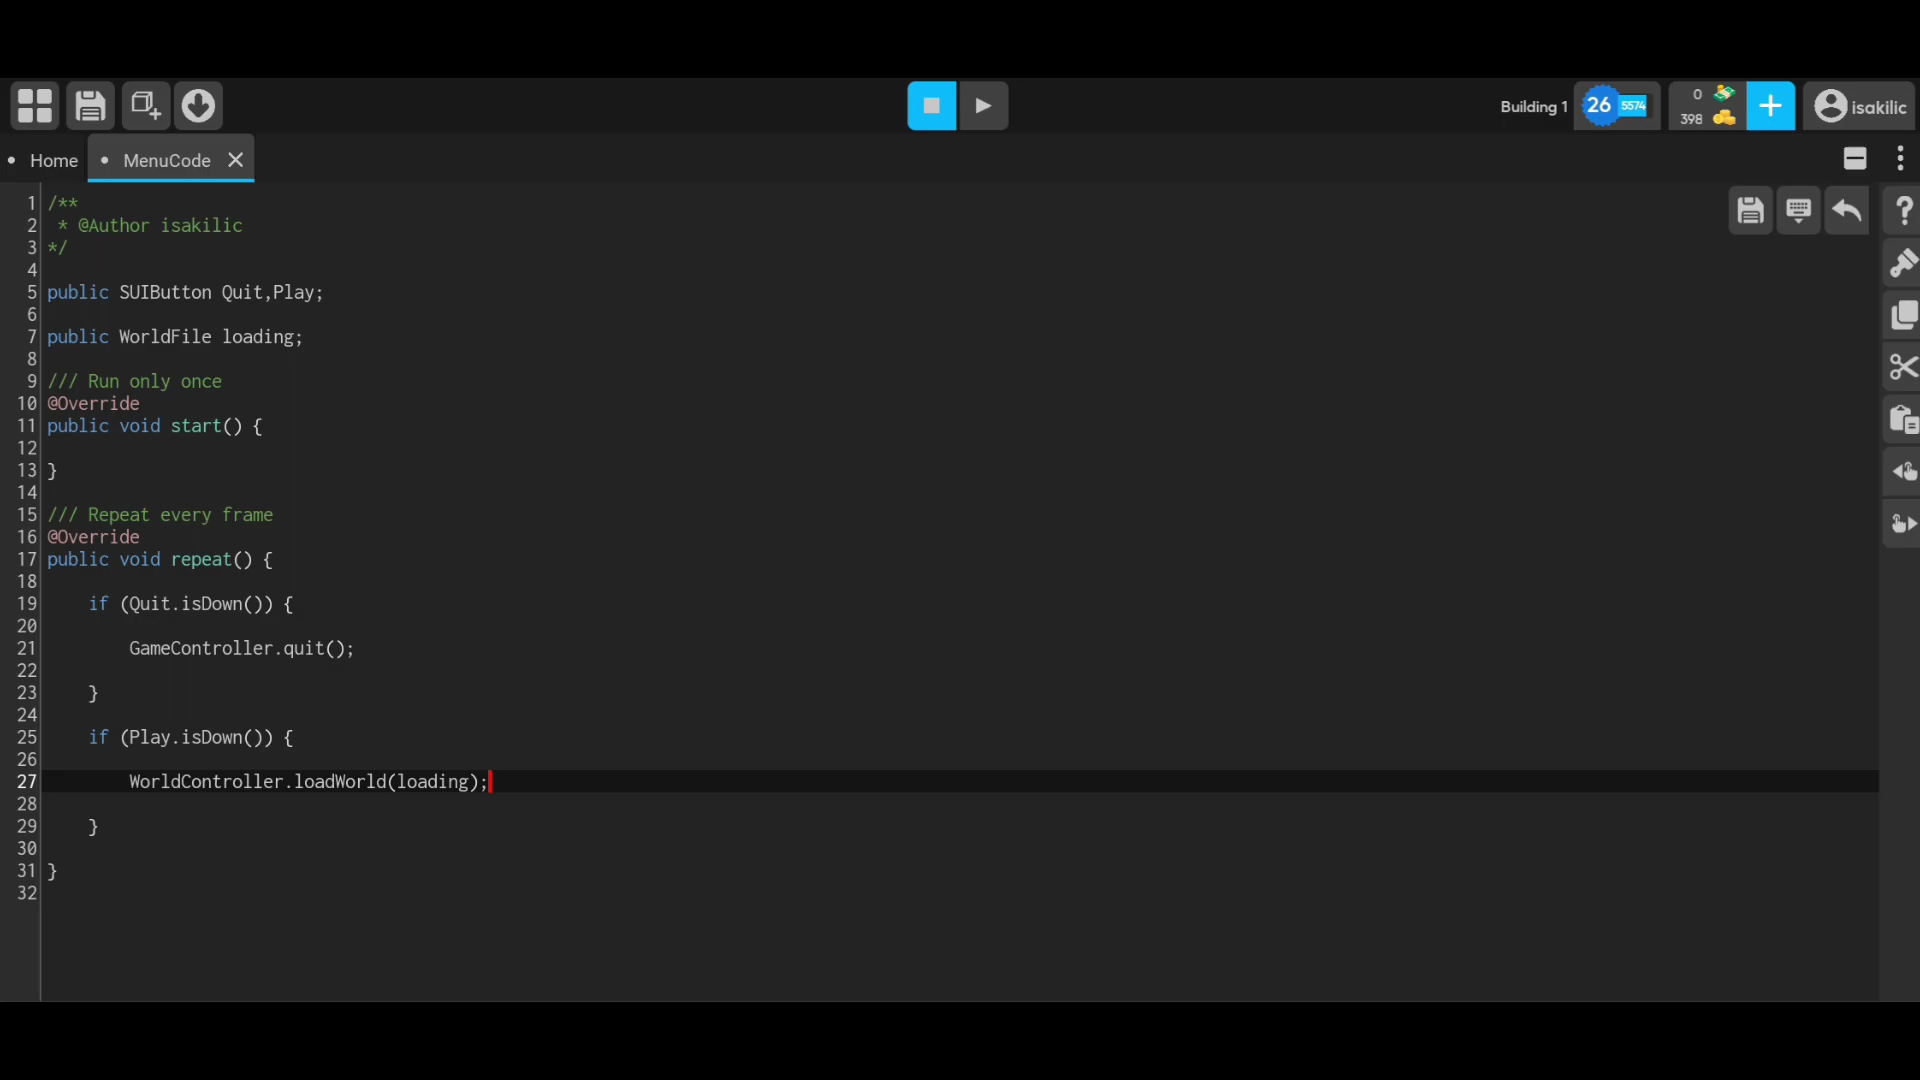 Building 1 26 5574 0 398 isakilic
Home MenuCode
1 /**
2  * @Author isakilic
3 */
4
5 public SUIButton Quit,Play;
6
7 public WorldFile loading;
8
9 /// Run only once
10 @Override
11 public void start() {
12
13 }
14
15 /// Repeat every frame
16 @Override
17 public void repeat() {
18
19     if (Quit.isDown()) {
20
21         GameController.quit();
22
23     }
24
25     if (Play.isDown()) {
26
27         WorldController.loadWorld(loading);
28
29     }
30
31 }
32